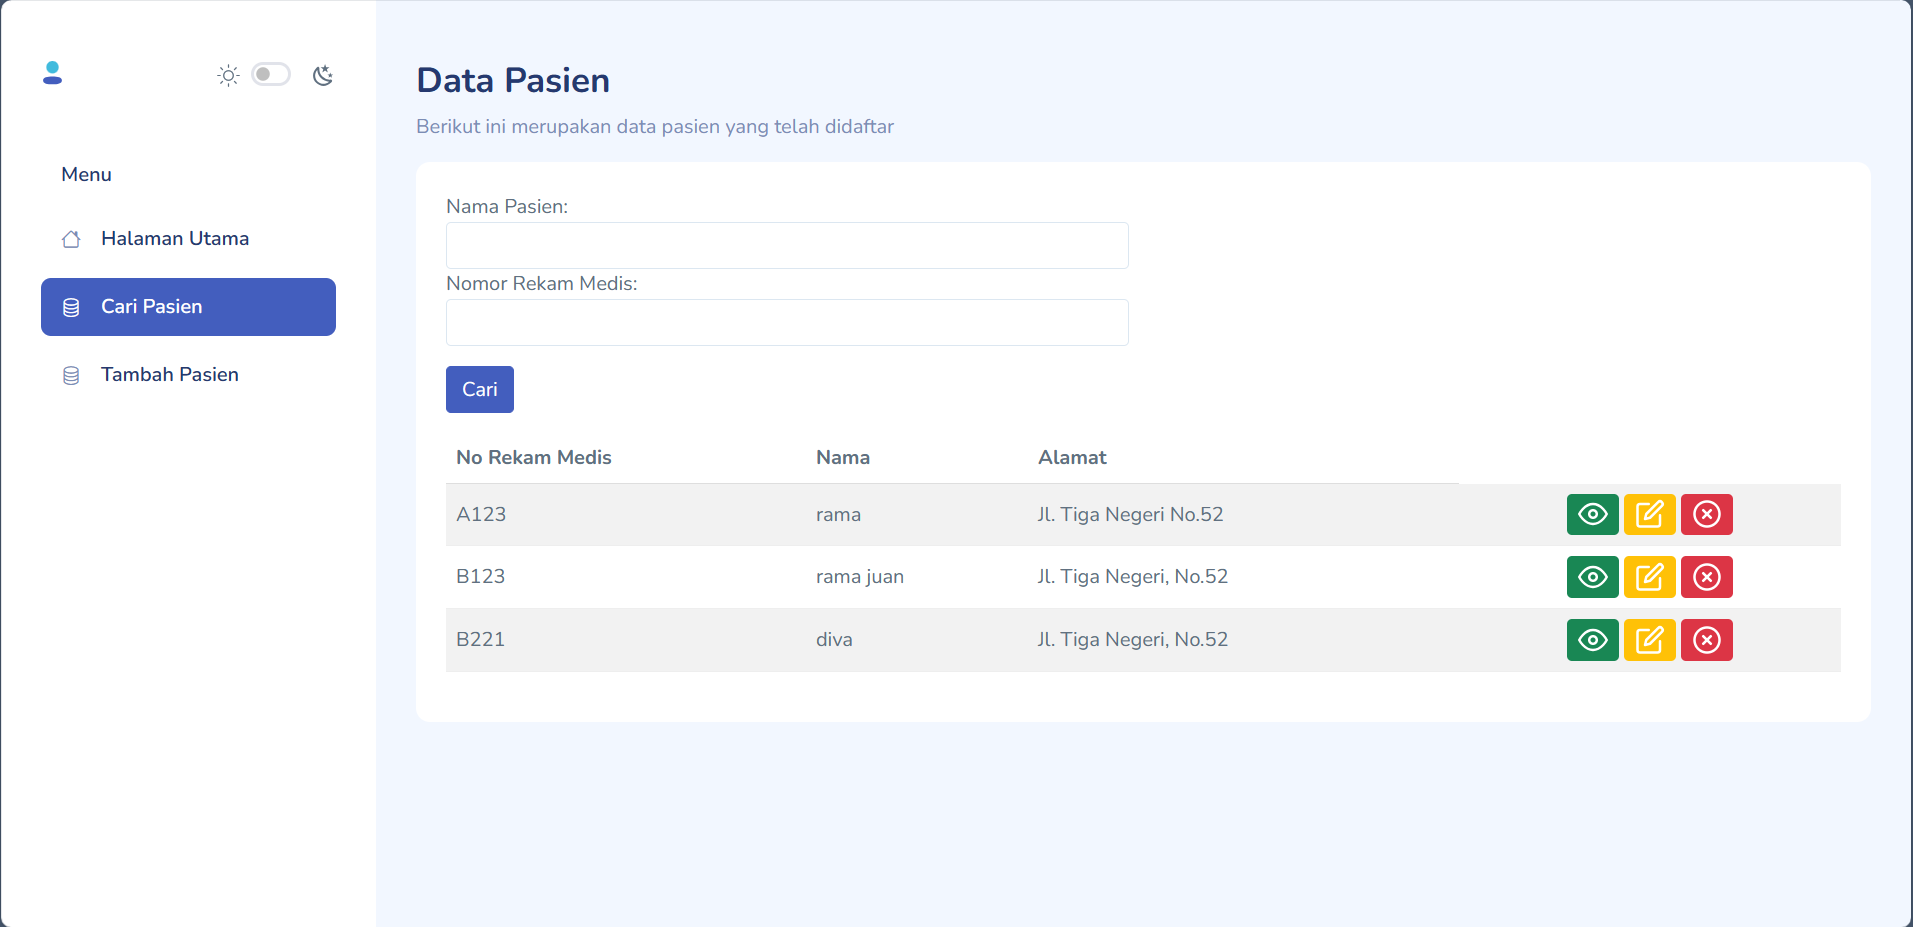 Menu
Halaman Utama
Cari Pasien
Tambah Pasien
Data Pasien
Berikut ini merupakan data pasien yang telah didaftar
Nama Pasien:
Nomor Rekam Medis:
Cari
No Rekam Medis Nama Alamat
A123 rama Jl. Tiga Negeri No.52
B123 rama juan Jl. Tiga Negeri, No.52
B221 diva Jl. Tiga Negeri, No.52